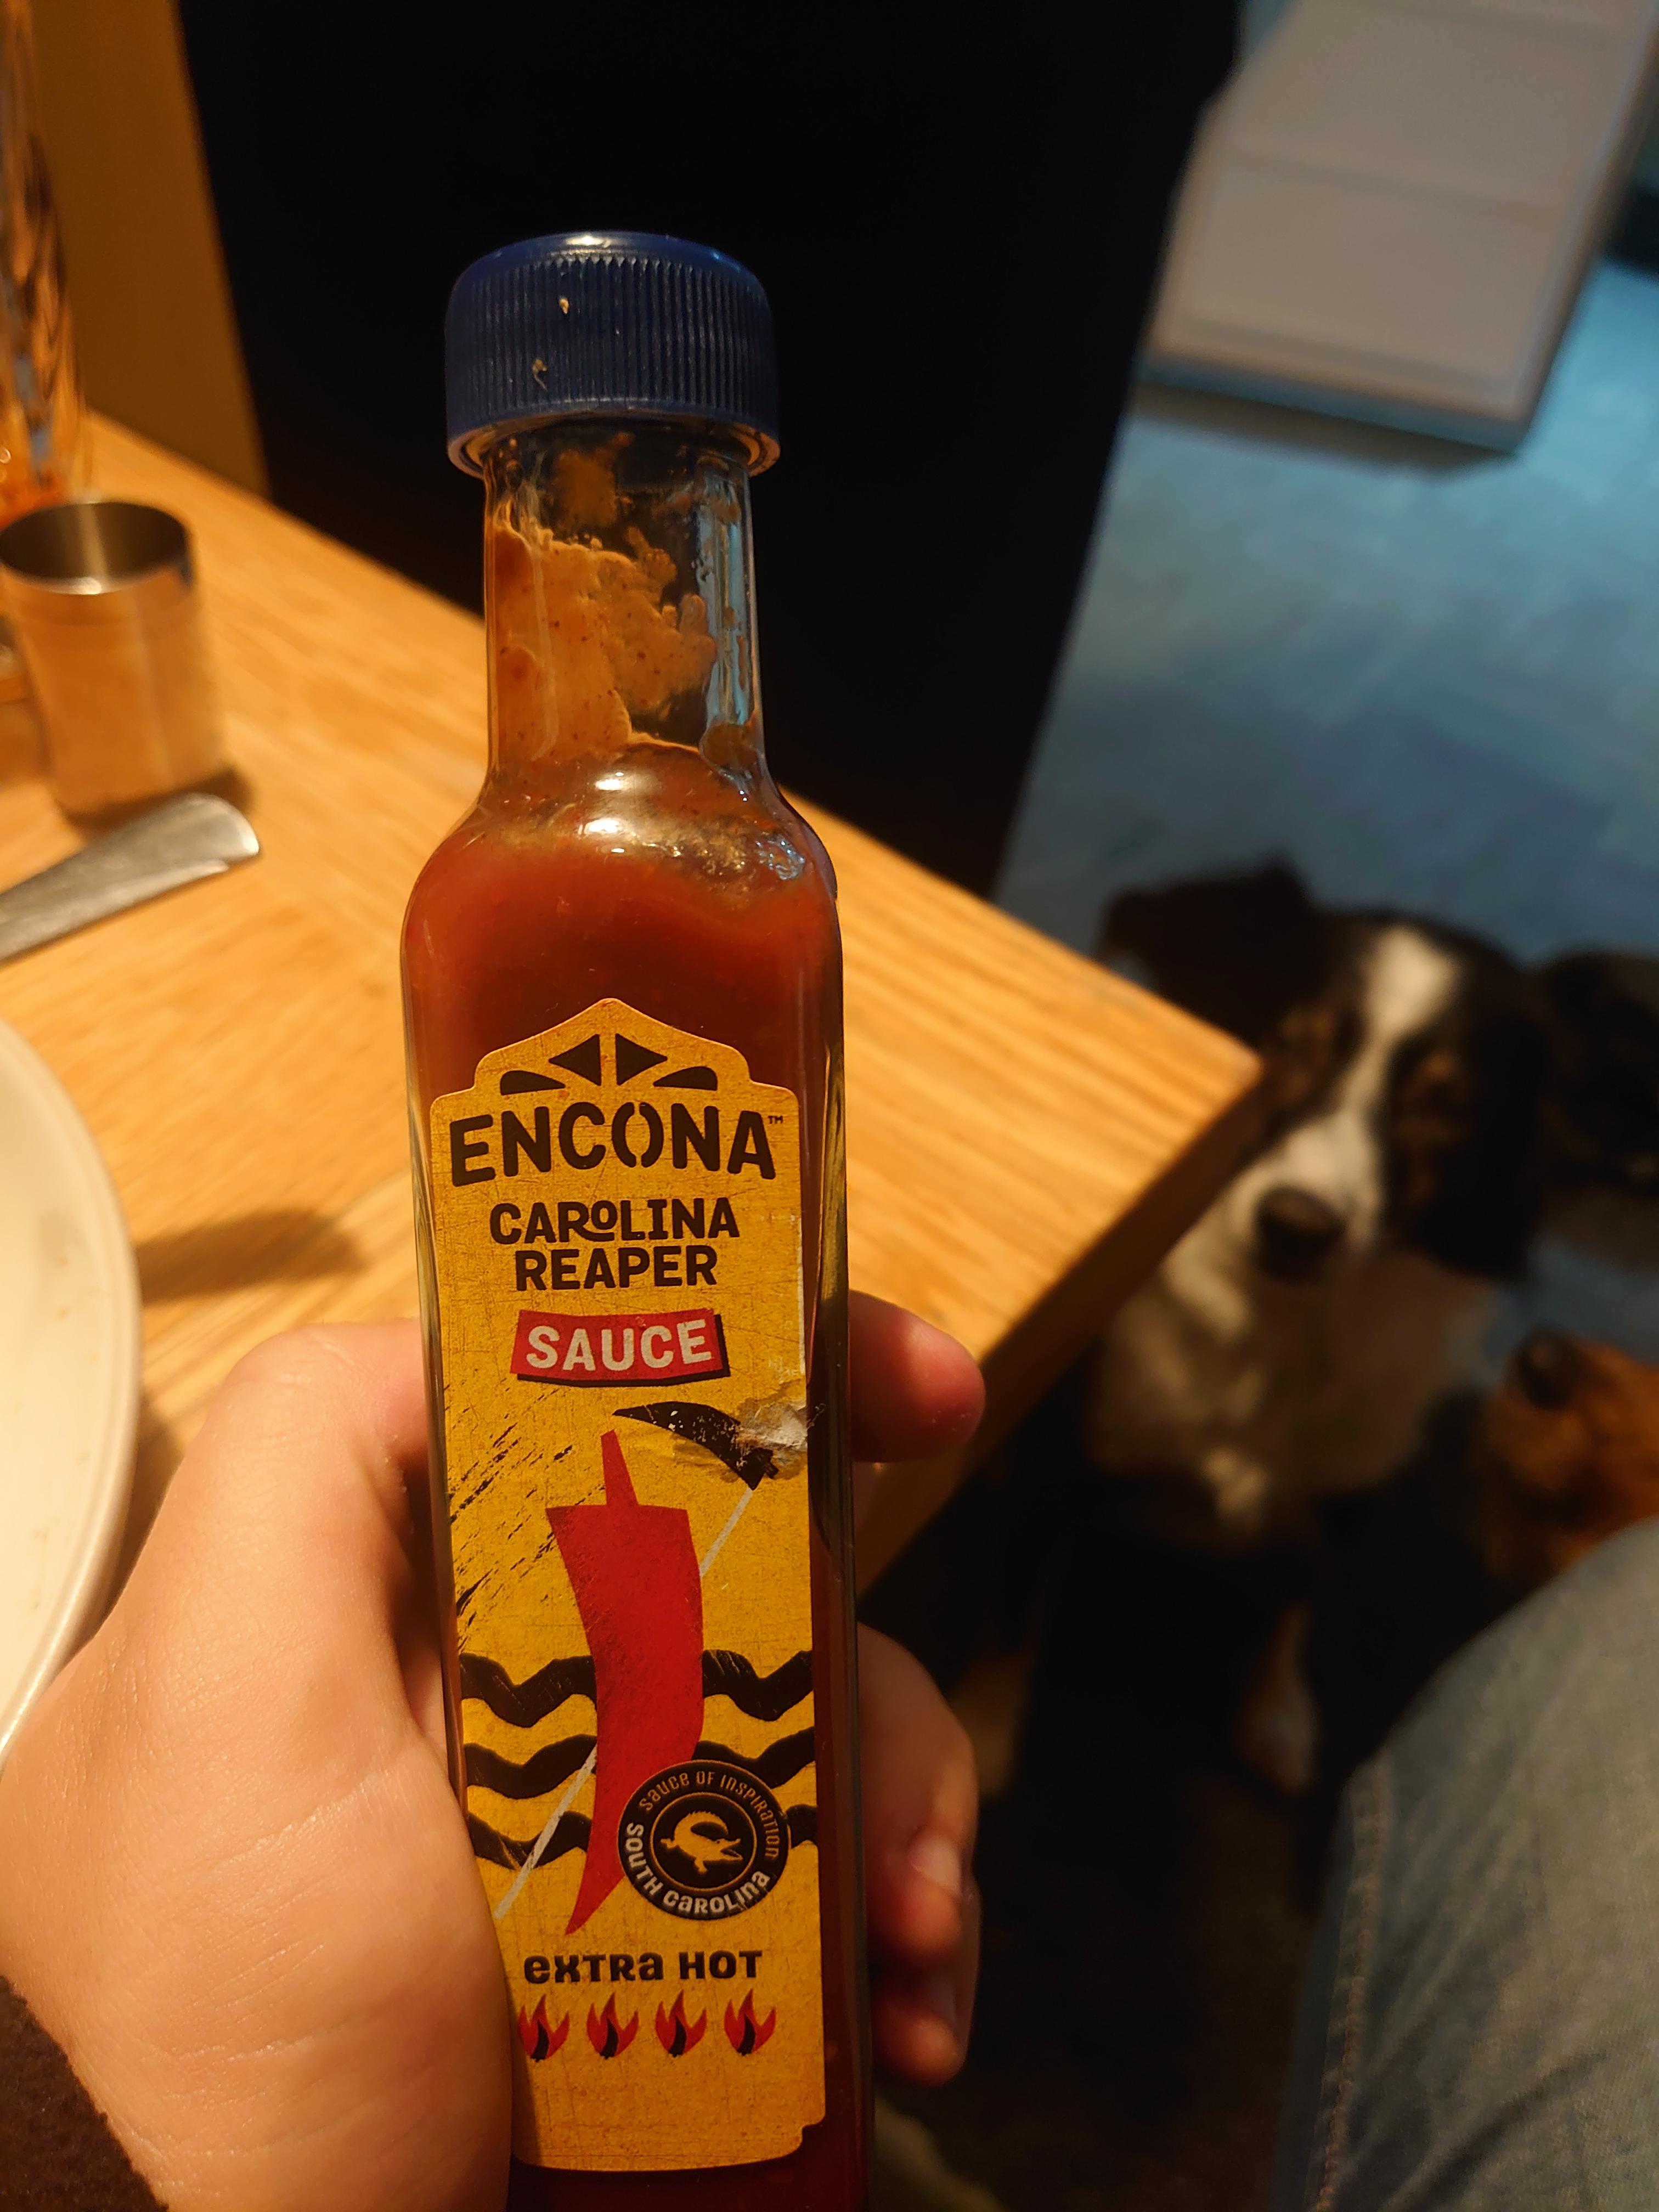 ENCONA™
CAROLINA
REAPER
SAUCE
SAUCE OF INSPIRATION
SOUTH CAROLINA
EXTRA HOT